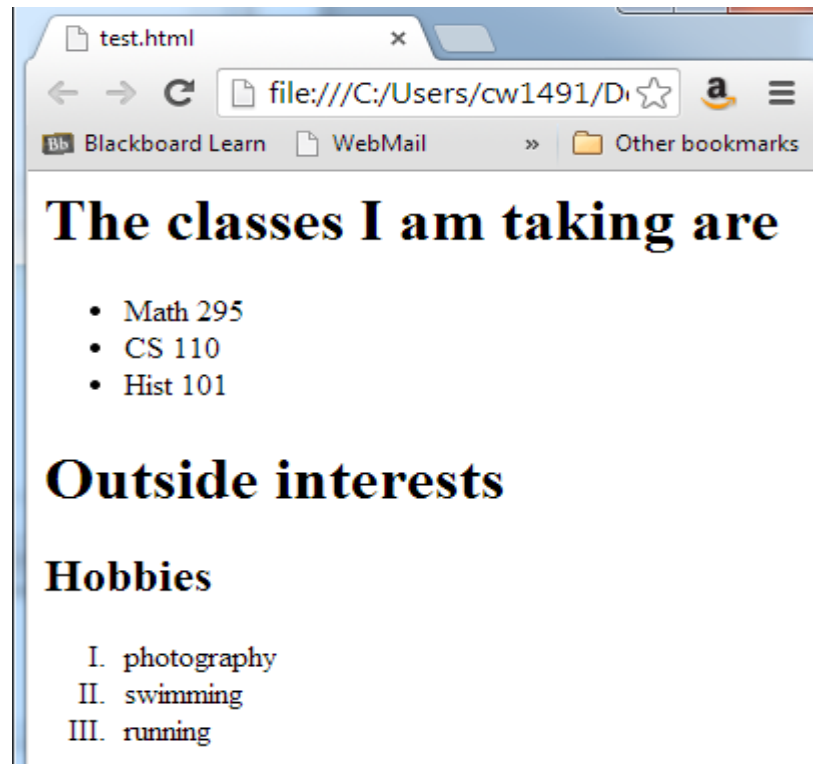 test.html
file:///C:/Users/cw1491/D
Bb Blackboard Learn WebMail » Other bookmarks
The classes I am taking are
• Math 295
• CS 110
• Hist 101
Outside interests
Hobbies
I. photography
II. swimming
III. running